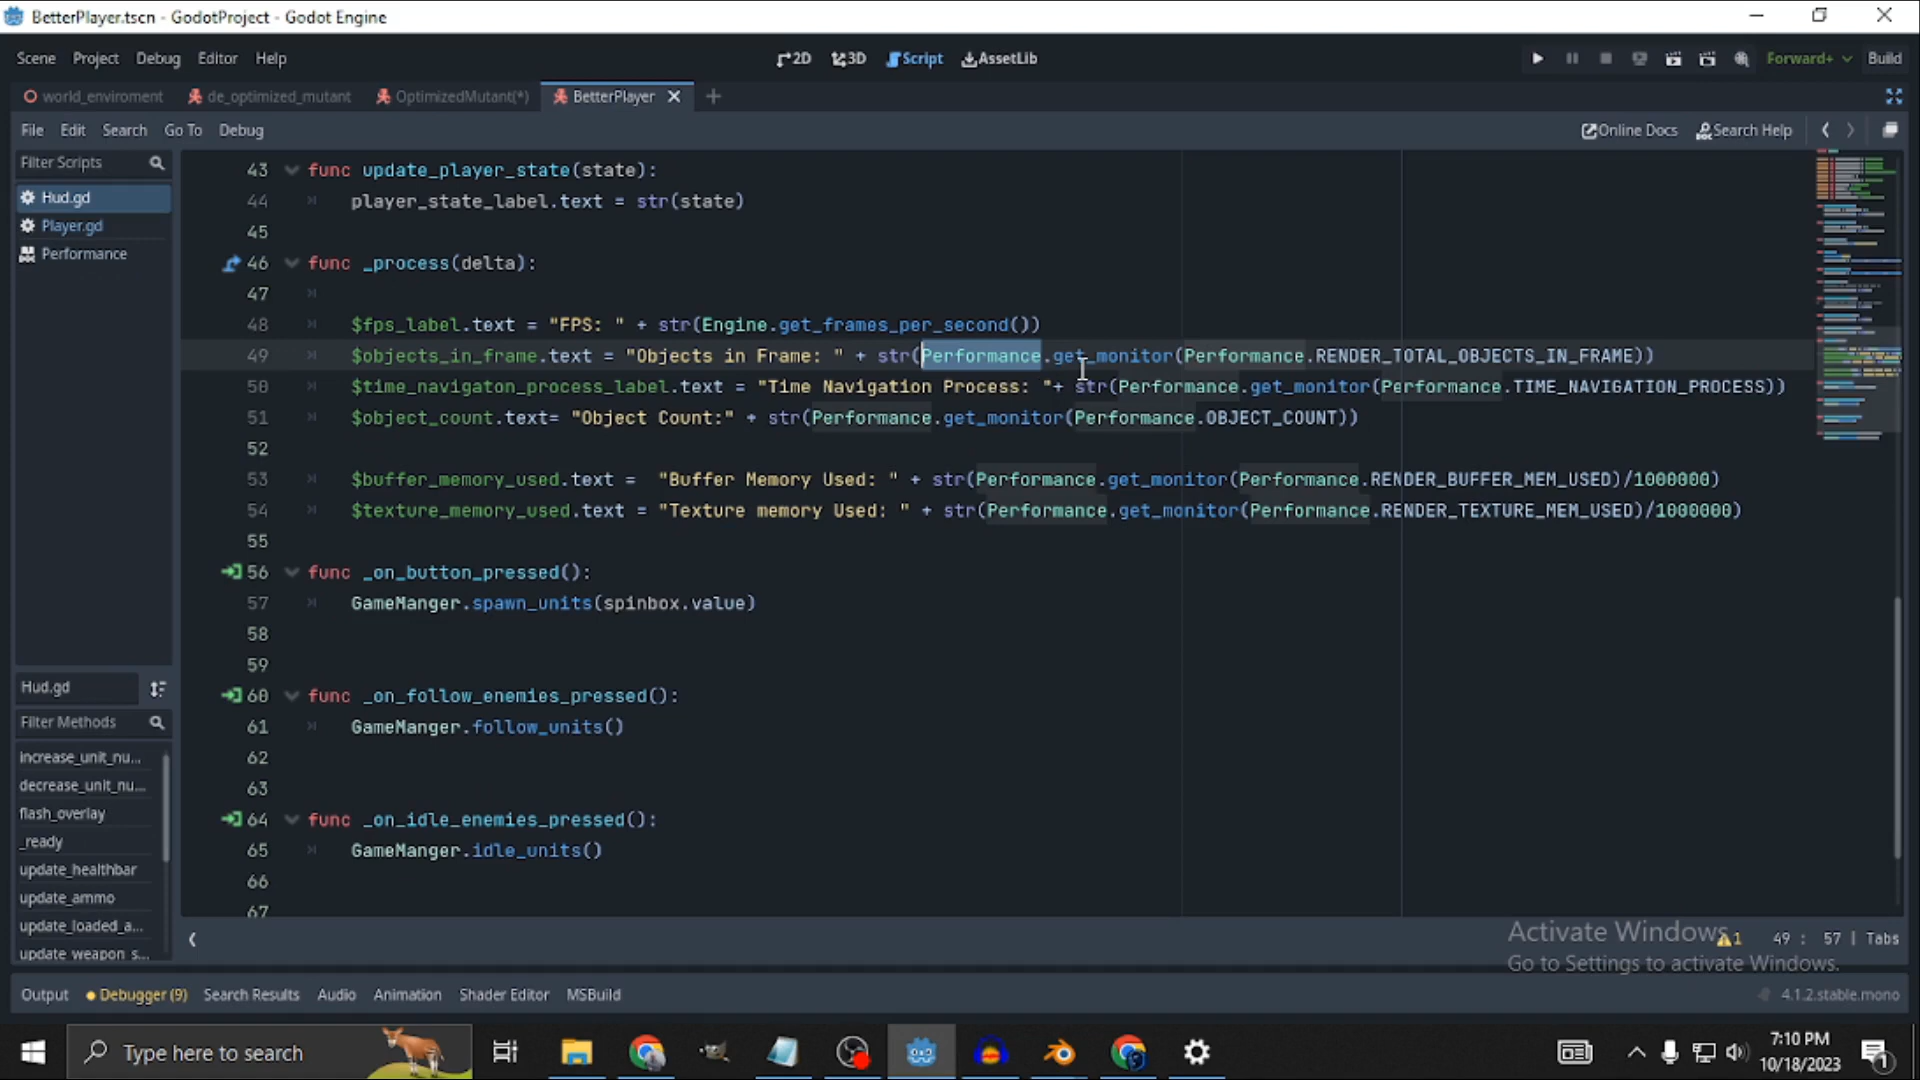 BetterPlayer.tscn - GodotProject - Godot Engine
Scene Project Debug Editor Help 2D 3D Script AssetLib Forward+ Build
world_enviroment de_optimized_mutant OptimizedMutant(*) BetterPlayer
File Edit Search Go To Debug Online Docs Search Help
Filter Scripts
Hud.gd
Player.gd
Performance
Hud.gd
Filter Methods
increase_unit_nu...
decrease_unit_nu...
flash_overlay
_ready
update_healthbar
update_ammo
update_loaded_a...
update_weapon_s...
43 func update_player_state(state):
44 player_state_label.text = str(state)
45
46 func _process(delta):
47
48 $fps_label.text = "FPS: " + str(Engine.get_frames_per_second())
49 $objects_in_frame.text = "Objects in Frame: " + str(Performance.get_monitor(Performance.RENDER_TOTAL_OBJECTS_IN_FRAME))
50 $time_navigaton_process_label.text = "Time Navigation Process: "+ str(Performance.get_monitor(Performance.TIME_NAVIGATION_PROCESS))
51 $object_count.text= "Object Count:" + str(Performance.get_monitor(Performance.OBJECT_COUNT))
52
53 $buffer_memory_used.text =  "Buffer Memory Used: " + str(Performance.get_monitor(Performance.RENDER_BUFFER_MEM_USED)/1000000)
54 $texture_memory_used.text = "Texture memory Used: " + str(Performance.get_monitor(Performance.RENDER_TEXTURE_MEM_USED)/1000000)
55
56 func _on_button_pressed():
57 GameManger.spawn_units(spinbox.value)
58
59
60 func _on_follow_enemies_pressed():
61 GameManger.follow_units()
62
63
64 func _on_idle_enemies_pressed():
65 GameManger.idle_units()
66
67
Activate Windows
Go to Settings to activate Windows.
1 49 : 57 | Tabs
Output Debugger (9) Search Results Audio Animation Shader Editor MSBuild 4.1.2.stable.mono
Type here to search
7:10 PM
10/18/2023
1